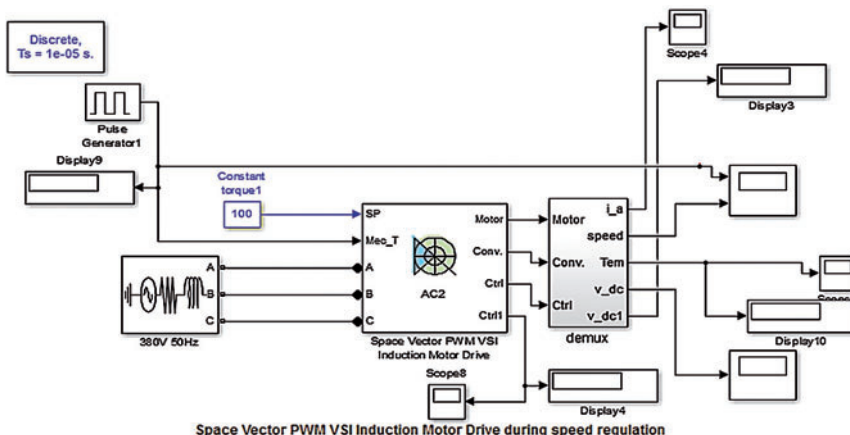 Discrete,
Ts = 1e-05 s.
Scope4
Pulse
Generator1
Display3
Display9
Constant
torque1
100
SP
Mec_T
A
B
C
Motor
Conv.
Ctrl
Ctrl1
AC2
Space Vector PWM VSI
Induction Motor Drive
Motor
Conv.
Ctrl
i_a
speed
Tem
v_dc
v_dc1
demux
A
B
C
380V 50Hz
Display10
Scope8
Display4
Space Vector PWM VSI Induction Motor Drive during speed regulation